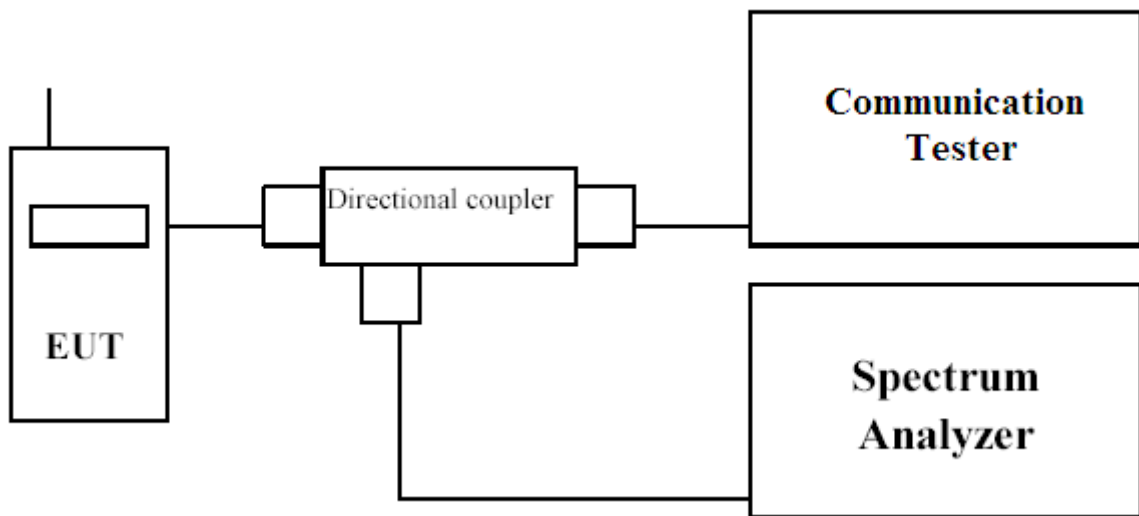 Communication
Tester
Directional coupler
EUT
Spectrum
Analyzer